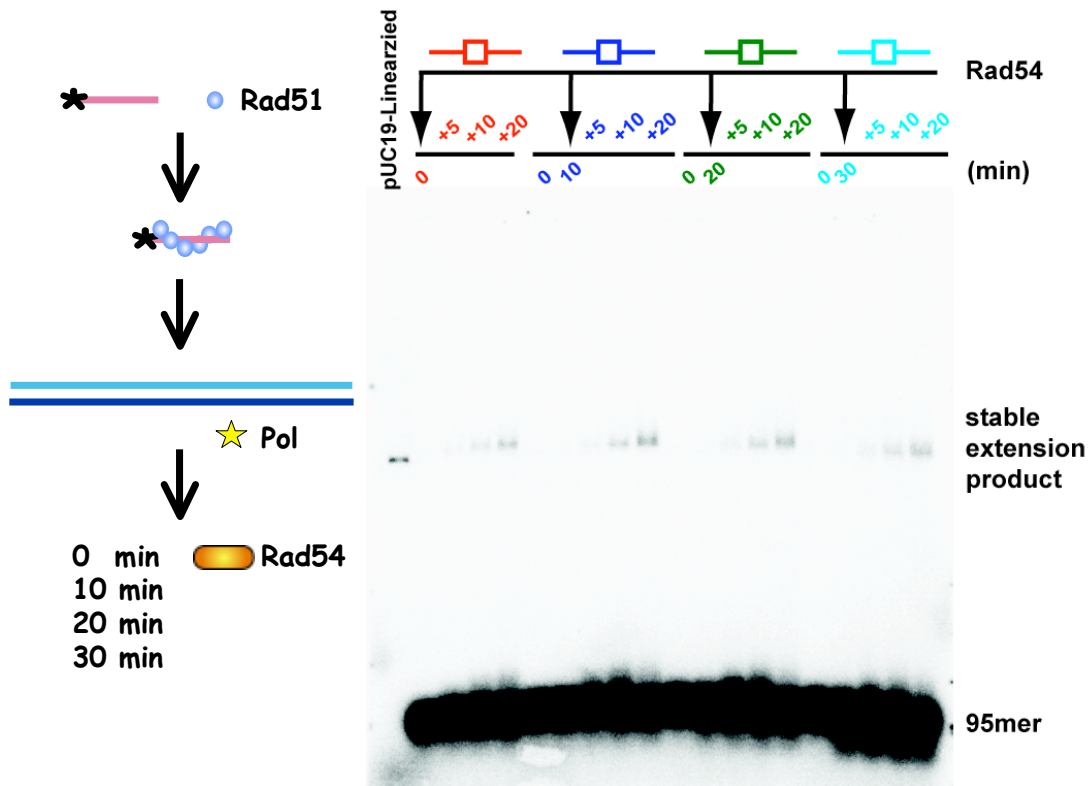 Rad51
Pol
0 min Rad54
10 min
20 min
30 min
pUC19-Linearzied
Rad54
+5 +10 +20 +5 +10 +20 +5 +10 +20 +5 +10 +20
0 0 10 0 20 0 30 (min)
stable
extension
product
95mer